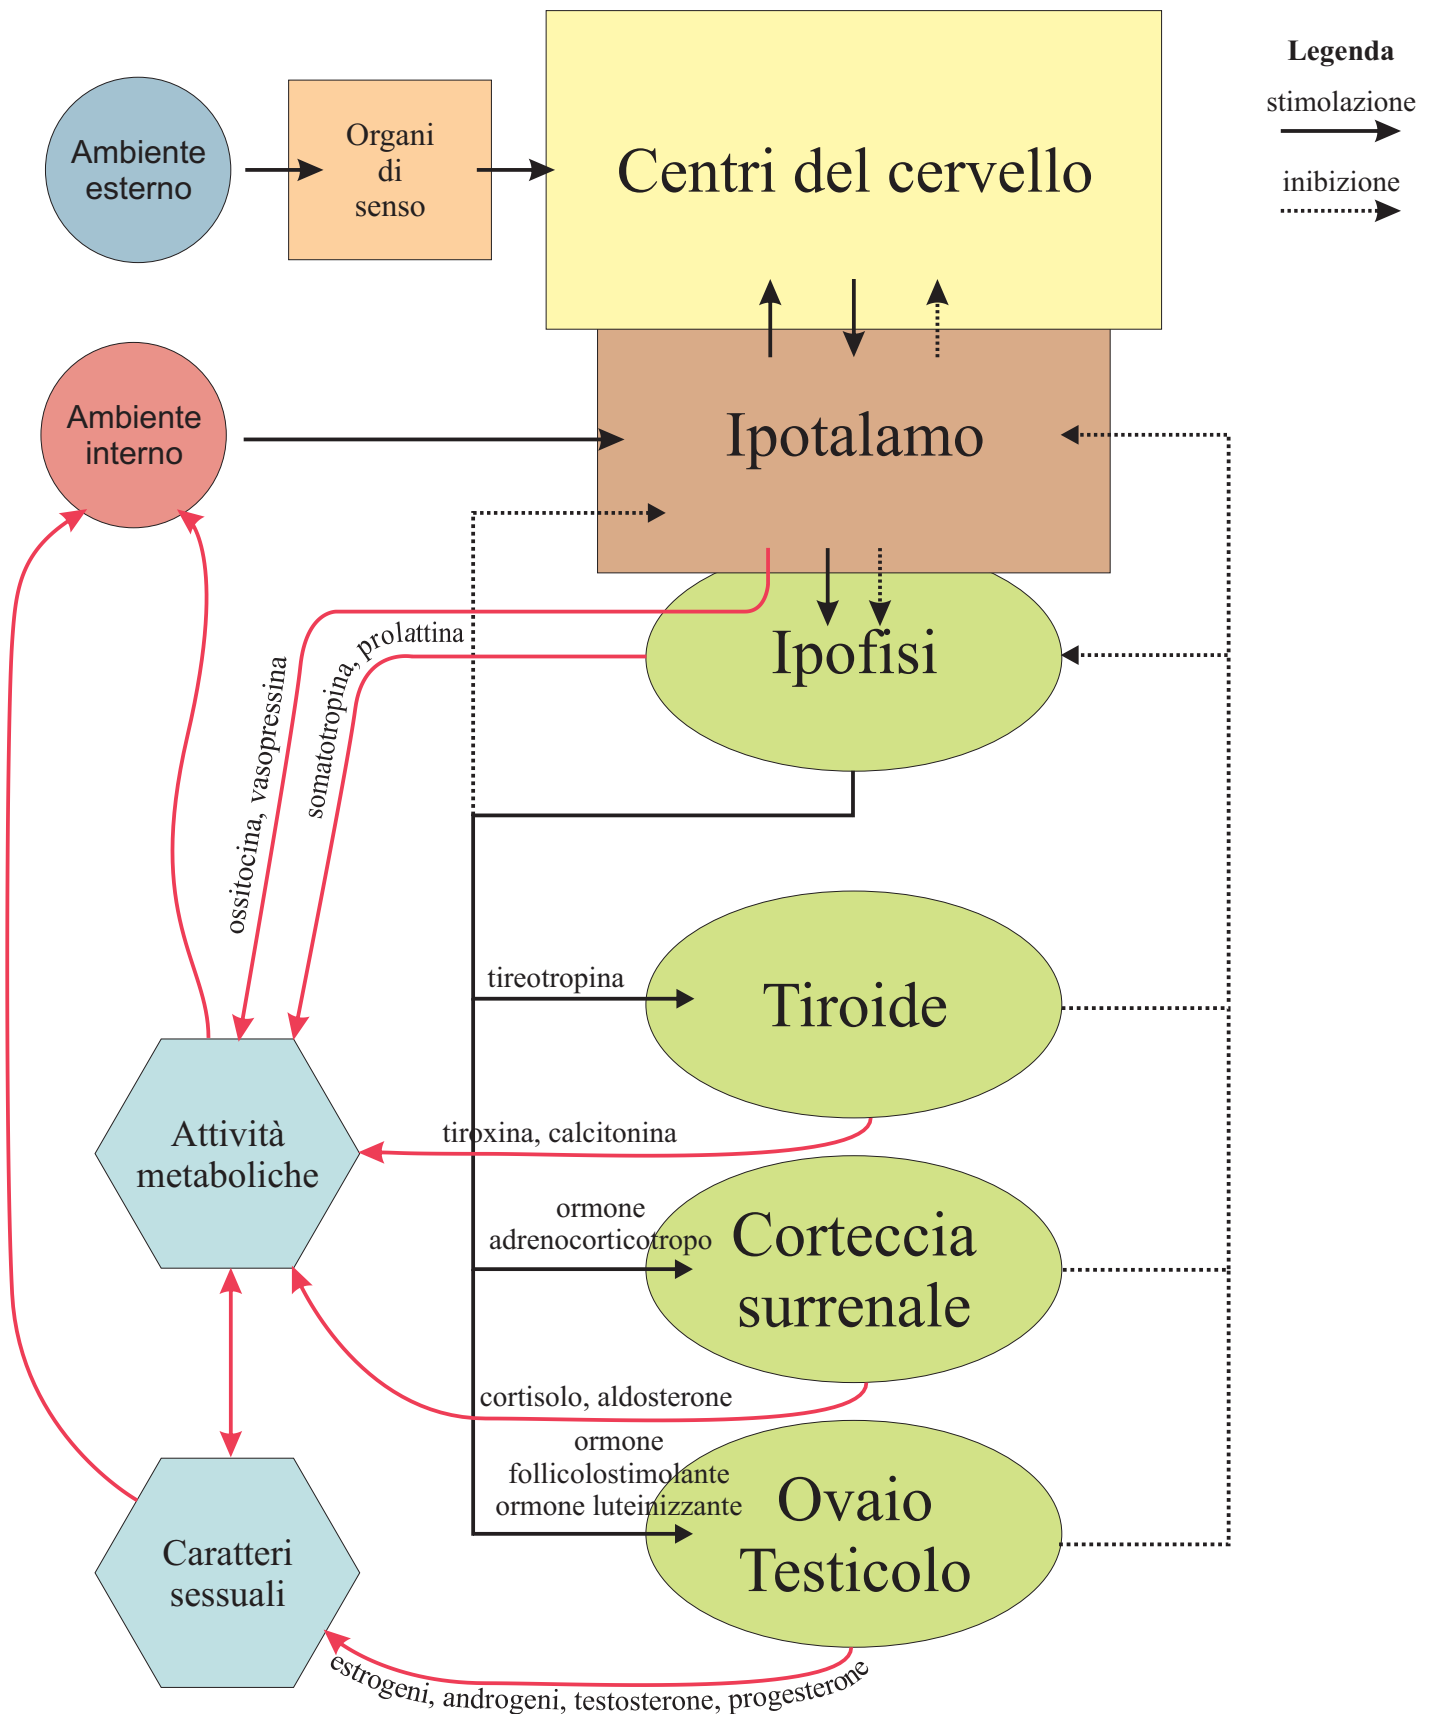 Legenda
stimolazione
inibizione
Ambiente
esterno
Organi
di
senso
Centri del cervello
Ambiente
interno
Ipotalamo
Ipofisi
ossitocina, vasopressina
somatotropina, prolattina
tireotropina
Tiroide
Attività
metaboliche
tiroxina, calcitonina
ormone
adrenocorticotropo
Corteccia
surrenale
cortisolo, aldosterone
ormone
follicolostimolante
ormone luteinizzante
Ovaio
Testicolo
Caratteri
sessuali
estrogeni, androgeni, testosterone, progesterone